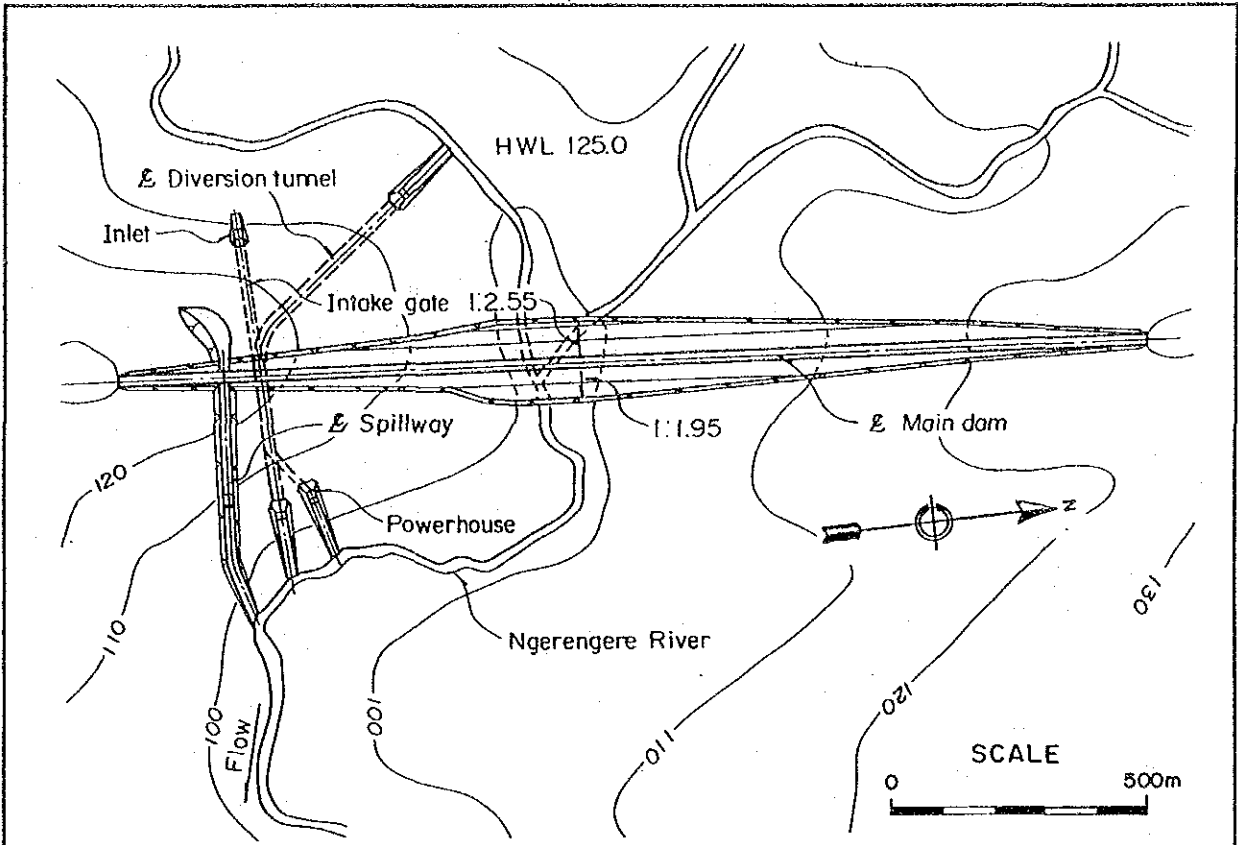 HWL 125.0
℄ Diversion tunnel
Inlet
Intake gate
1:2.55
℄ Spillway
1:1.95
℄ Main dam
120
Powerhouse
N
110
130
Ngerengere River
100
Flow
100
110
120
SCALE
0 500m